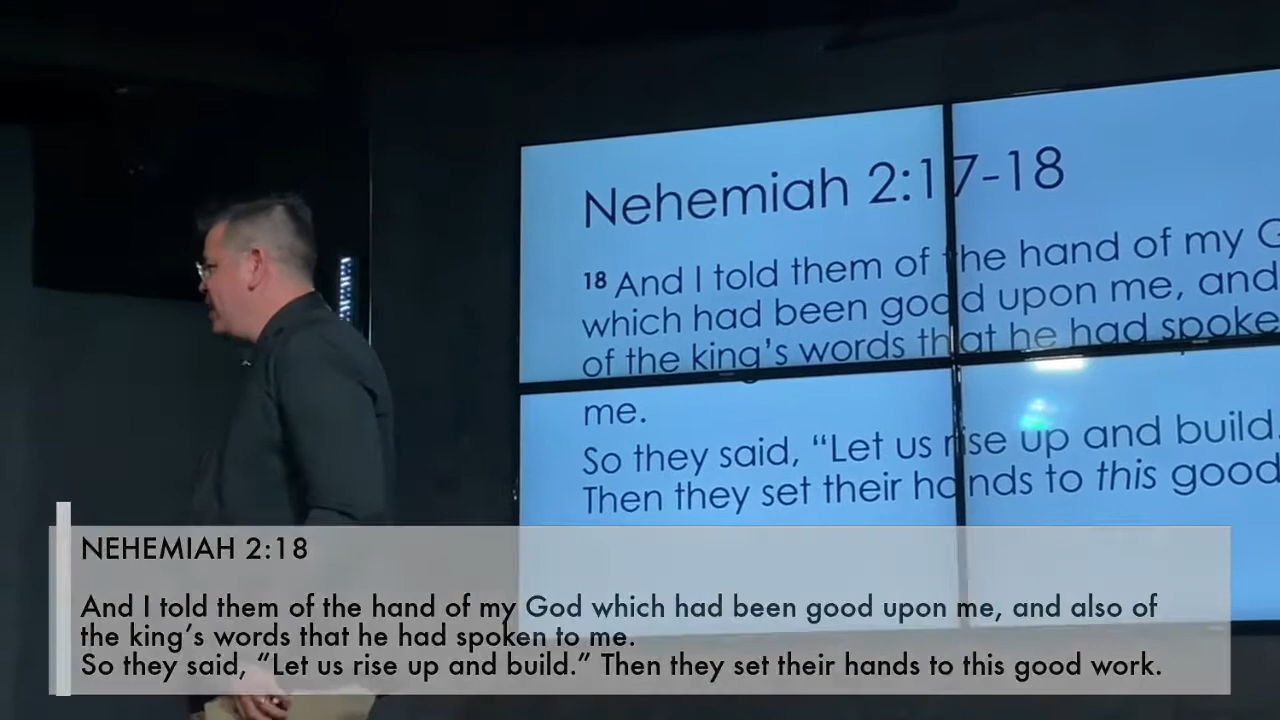 Nehemiah 2:17-18
18 And I told them of the hand of my G
which had been good upon me, and
of the king's words that he had spoke
me.
So they said, “Let us rise up and build.
Then they set their hands to this good
NEHEMIAH 2:18
And I told them of the hand of my God which had been good upon me, and also of
the king’s words that he had spoken to me.
So they said, “Let us rise up and build.” Then they set their hands to this good work.